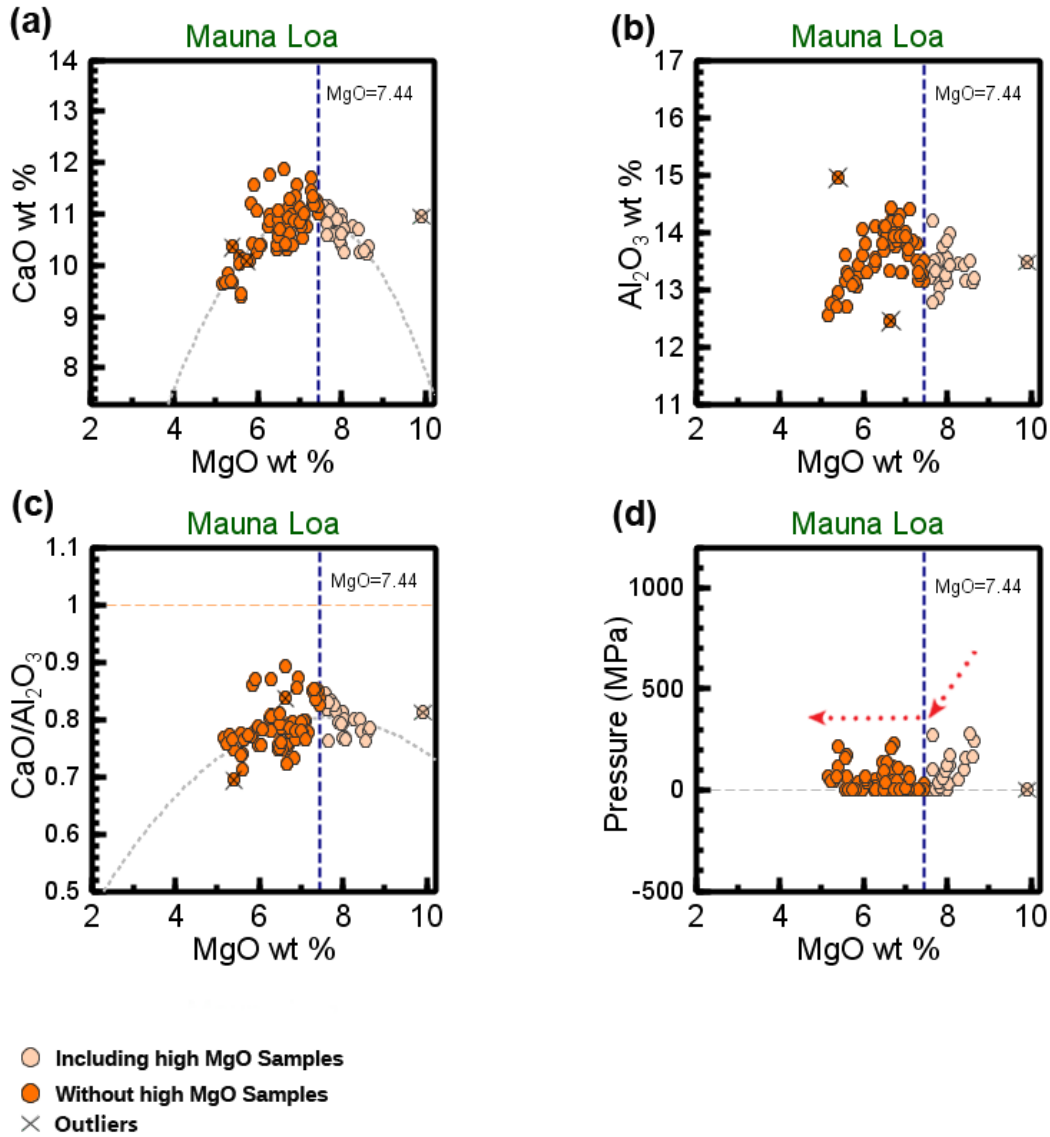 (a)
Mauna Loa
14
13
12
11
10
9
8
CaO wt %
MgO=7.44
2 4 6 8 10
MgO wt %
(b)
Mauna Loa
17
16
15
14
13
12
11
Al₂O₃ wt %
MgO=7.44
2 4 6 8 10
MgO wt %
(c)
Mauna Loa
1.1
1
0.9
0.8
0.7
0.6
0.5
CaO/Al₂O₃
MgO=7.44
2 4 6 8 10
MgO wt %
(d)
Mauna Loa
1000
500
0
-500
Pressure (MPa)
MgO=7.44
2 4 6 8 10
MgO wt %
Including high MgO Samples
Without high MgO Samples
Outliers